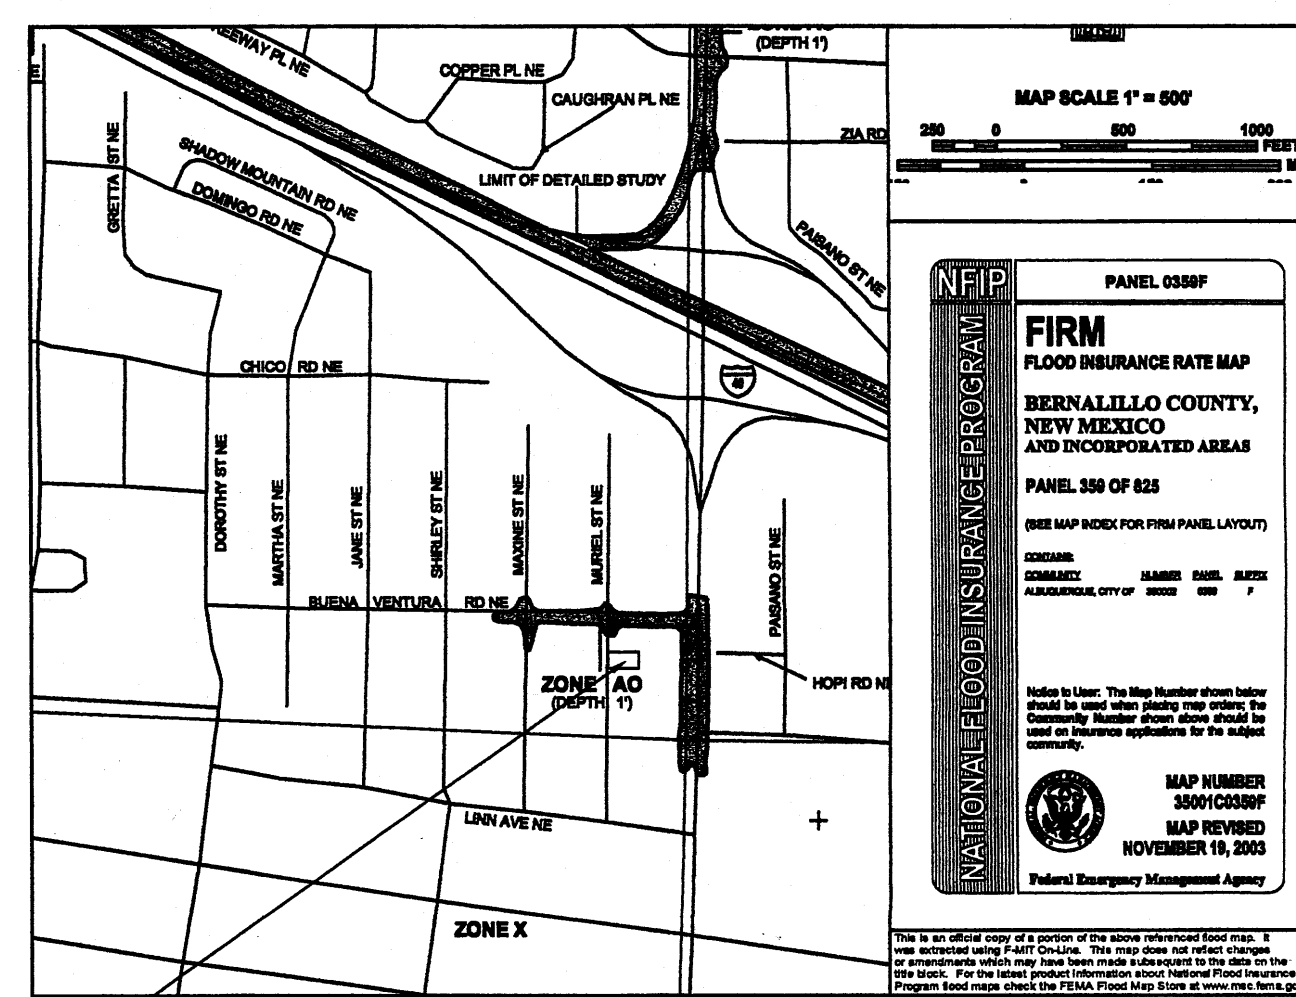 (DEPTH 1')
COPPER PL NE
CAUGHRAN PL NE
ZIA RD
GRETTA ST NE
SHADOW MOUNTAIN RD NE
DOMINGO RD NE
LIMIT OF DETAILED STUDY
PAISANO ST NE
CHICO RD NE
40
DOROTHY ST NE
MARTHA ST NE
JANE ST NE
SHIRLEY ST NE
MAXINE ST NE
MURIEL ST NE
PAISANO ST NE
BUENA VENTURA RD NE
HOPI RD
ZONE AO
(DEPTH 1')
LINN AVE NE
ZONE X
MAP SCALE 1" = 500'
250 0 500 1000
FEET
NFIP
NATIONAL FLOOD INSURANCE PROGRAM
PANEL 0359F
FIRM
FLOOD INSURANCE RATE MAP
BERNALILLO COUNTY,
NEW MEXICO
AND INCORPORATED AREAS
PANEL 359 OF 825
(SEE MAP INDEX FOR FIRM PANEL LAYOUT)
CONTAINS:
COMMUNITY NUMBER PANEL SUFFIX
ALBUQUERQUE, CITY OF 350002 0359 F
Notice to User: The Map Number shown below
should be used when placing map orders; the
Community Number shown above should be
used on insurance applications for the subject
community.
MAP NUMBER
35001C0359F
MAP REVISED
NOVEMBER 19, 2003
Federal Emergency Management Agency
This is an official copy of a portion of the above referenced flood map. It
was extracted using F-MIT On-Line. This map does not reflect changes
or amendments which may have been made subsequent to the date on the
title block. For the latest product information about National Flood Insurance
Program flood maps check the FEMA Flood Map Store at www.msc.fema.go